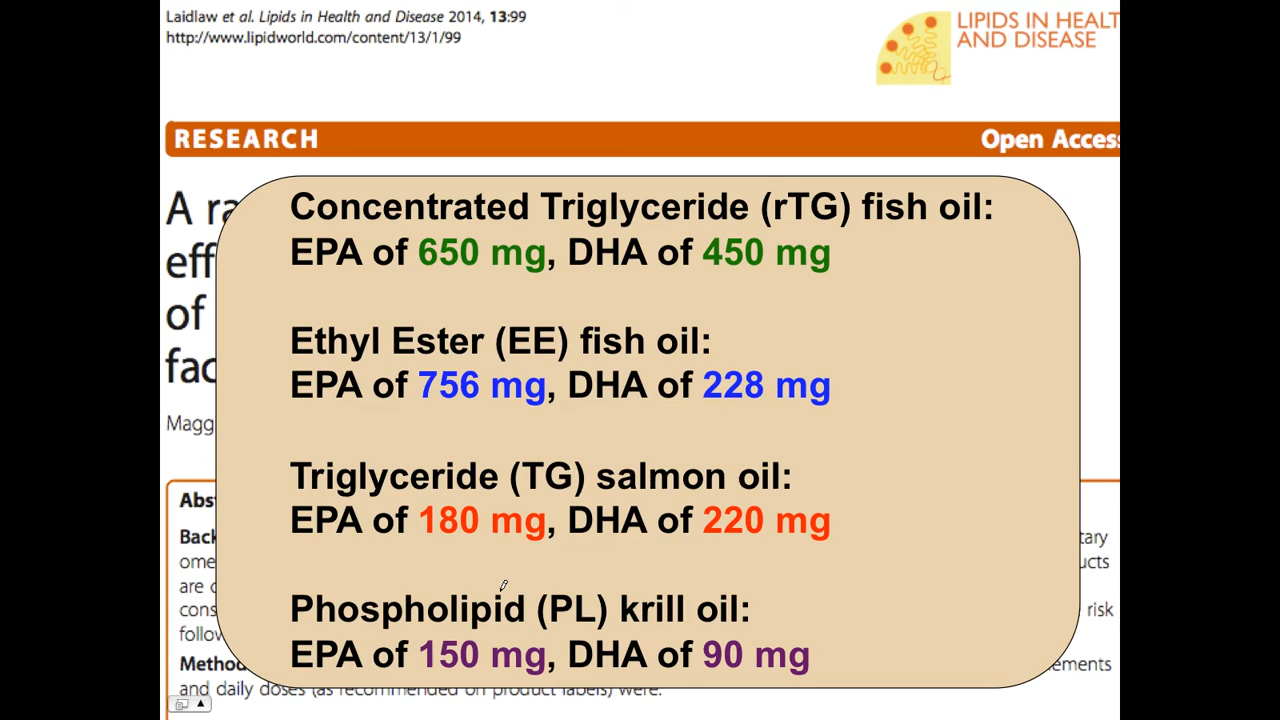 Laidlaw et al. Lipids in Health and Disease 2014, 13:99
http://www.lipidworld.com/content/13/1/99
LIPIDS IN HEALT
AND DISEASE
RESEARCH
Open Access
A ra
eff
of
fac
Magg
Concentrated Triglyceride (rTG) fish oil:
EPA of 650 mg, DHA of 450 mg
Ethyl Ester (EE) fish oil:
EPA of 756 mg, DHA of 228 mg
Triglyceride (TG) salmon oil:
EPA of 180 mg, DHA of 220 mg
Phospholipid (PL) krill oil:
EPA of 150 mg, DHA of 90 mg
Abs
Back tary
ome ucts
are c
cons risk
follov
Method ements
and daily doses (as recommended on product labels) were: